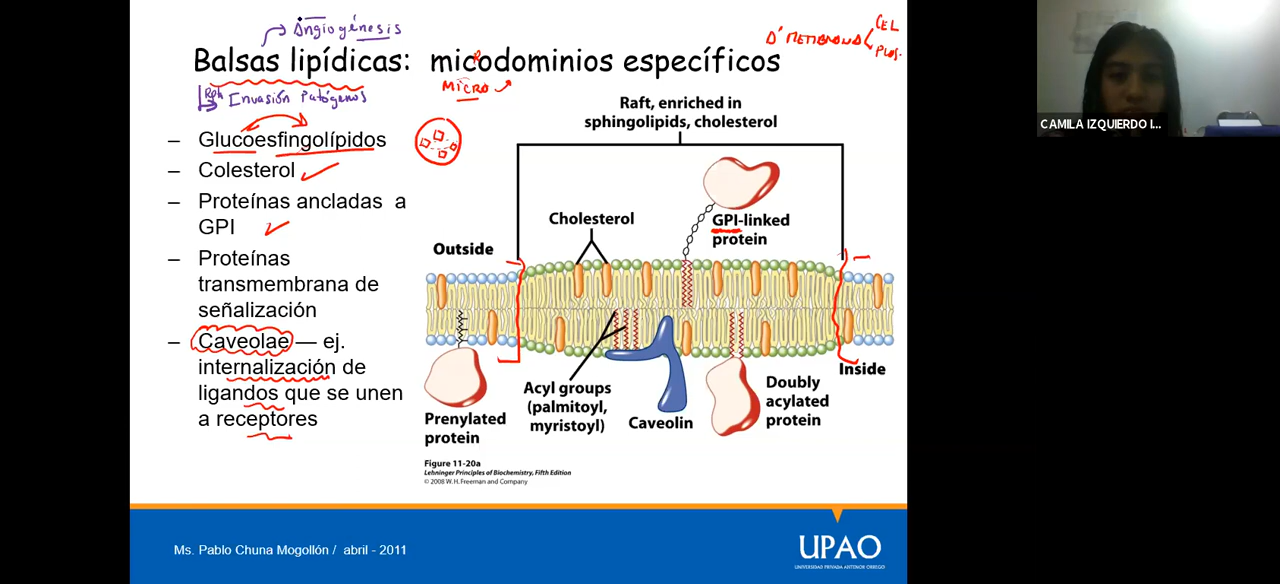 Angiogénesis
Balsas lipídicas: microdominios específicos
MICRO
Invasión Patógenos
CEL
– Glucoesfingolípidos
– Colesterol
– Proteínas ancladas a
GPI
– Proteínas
transmembrana de
señalización
– Caveolae — ej.
internalización de
ligandos que se unen
a receptores
Raft, enriched in
sphingolipids, cholesterol
Cholesterol
GPI-linked
protein
Outside
Inside
Prenylated
protein
Acyl groups
(palmitoyl,
myristoyl)
Caveolin
Doubly
acylated
protein
Figure 11-20a
Lehninger Principles of Biochemistry, Fifth Edition
© 2008 W. H. Freeman and Company
Ms. Pablo Chuna Mogollón / abril - 2011
UPAO
UNIVERSIDAD PRIVADA ANTENOR ORREGO
CAMILA IZQUIERDO I...